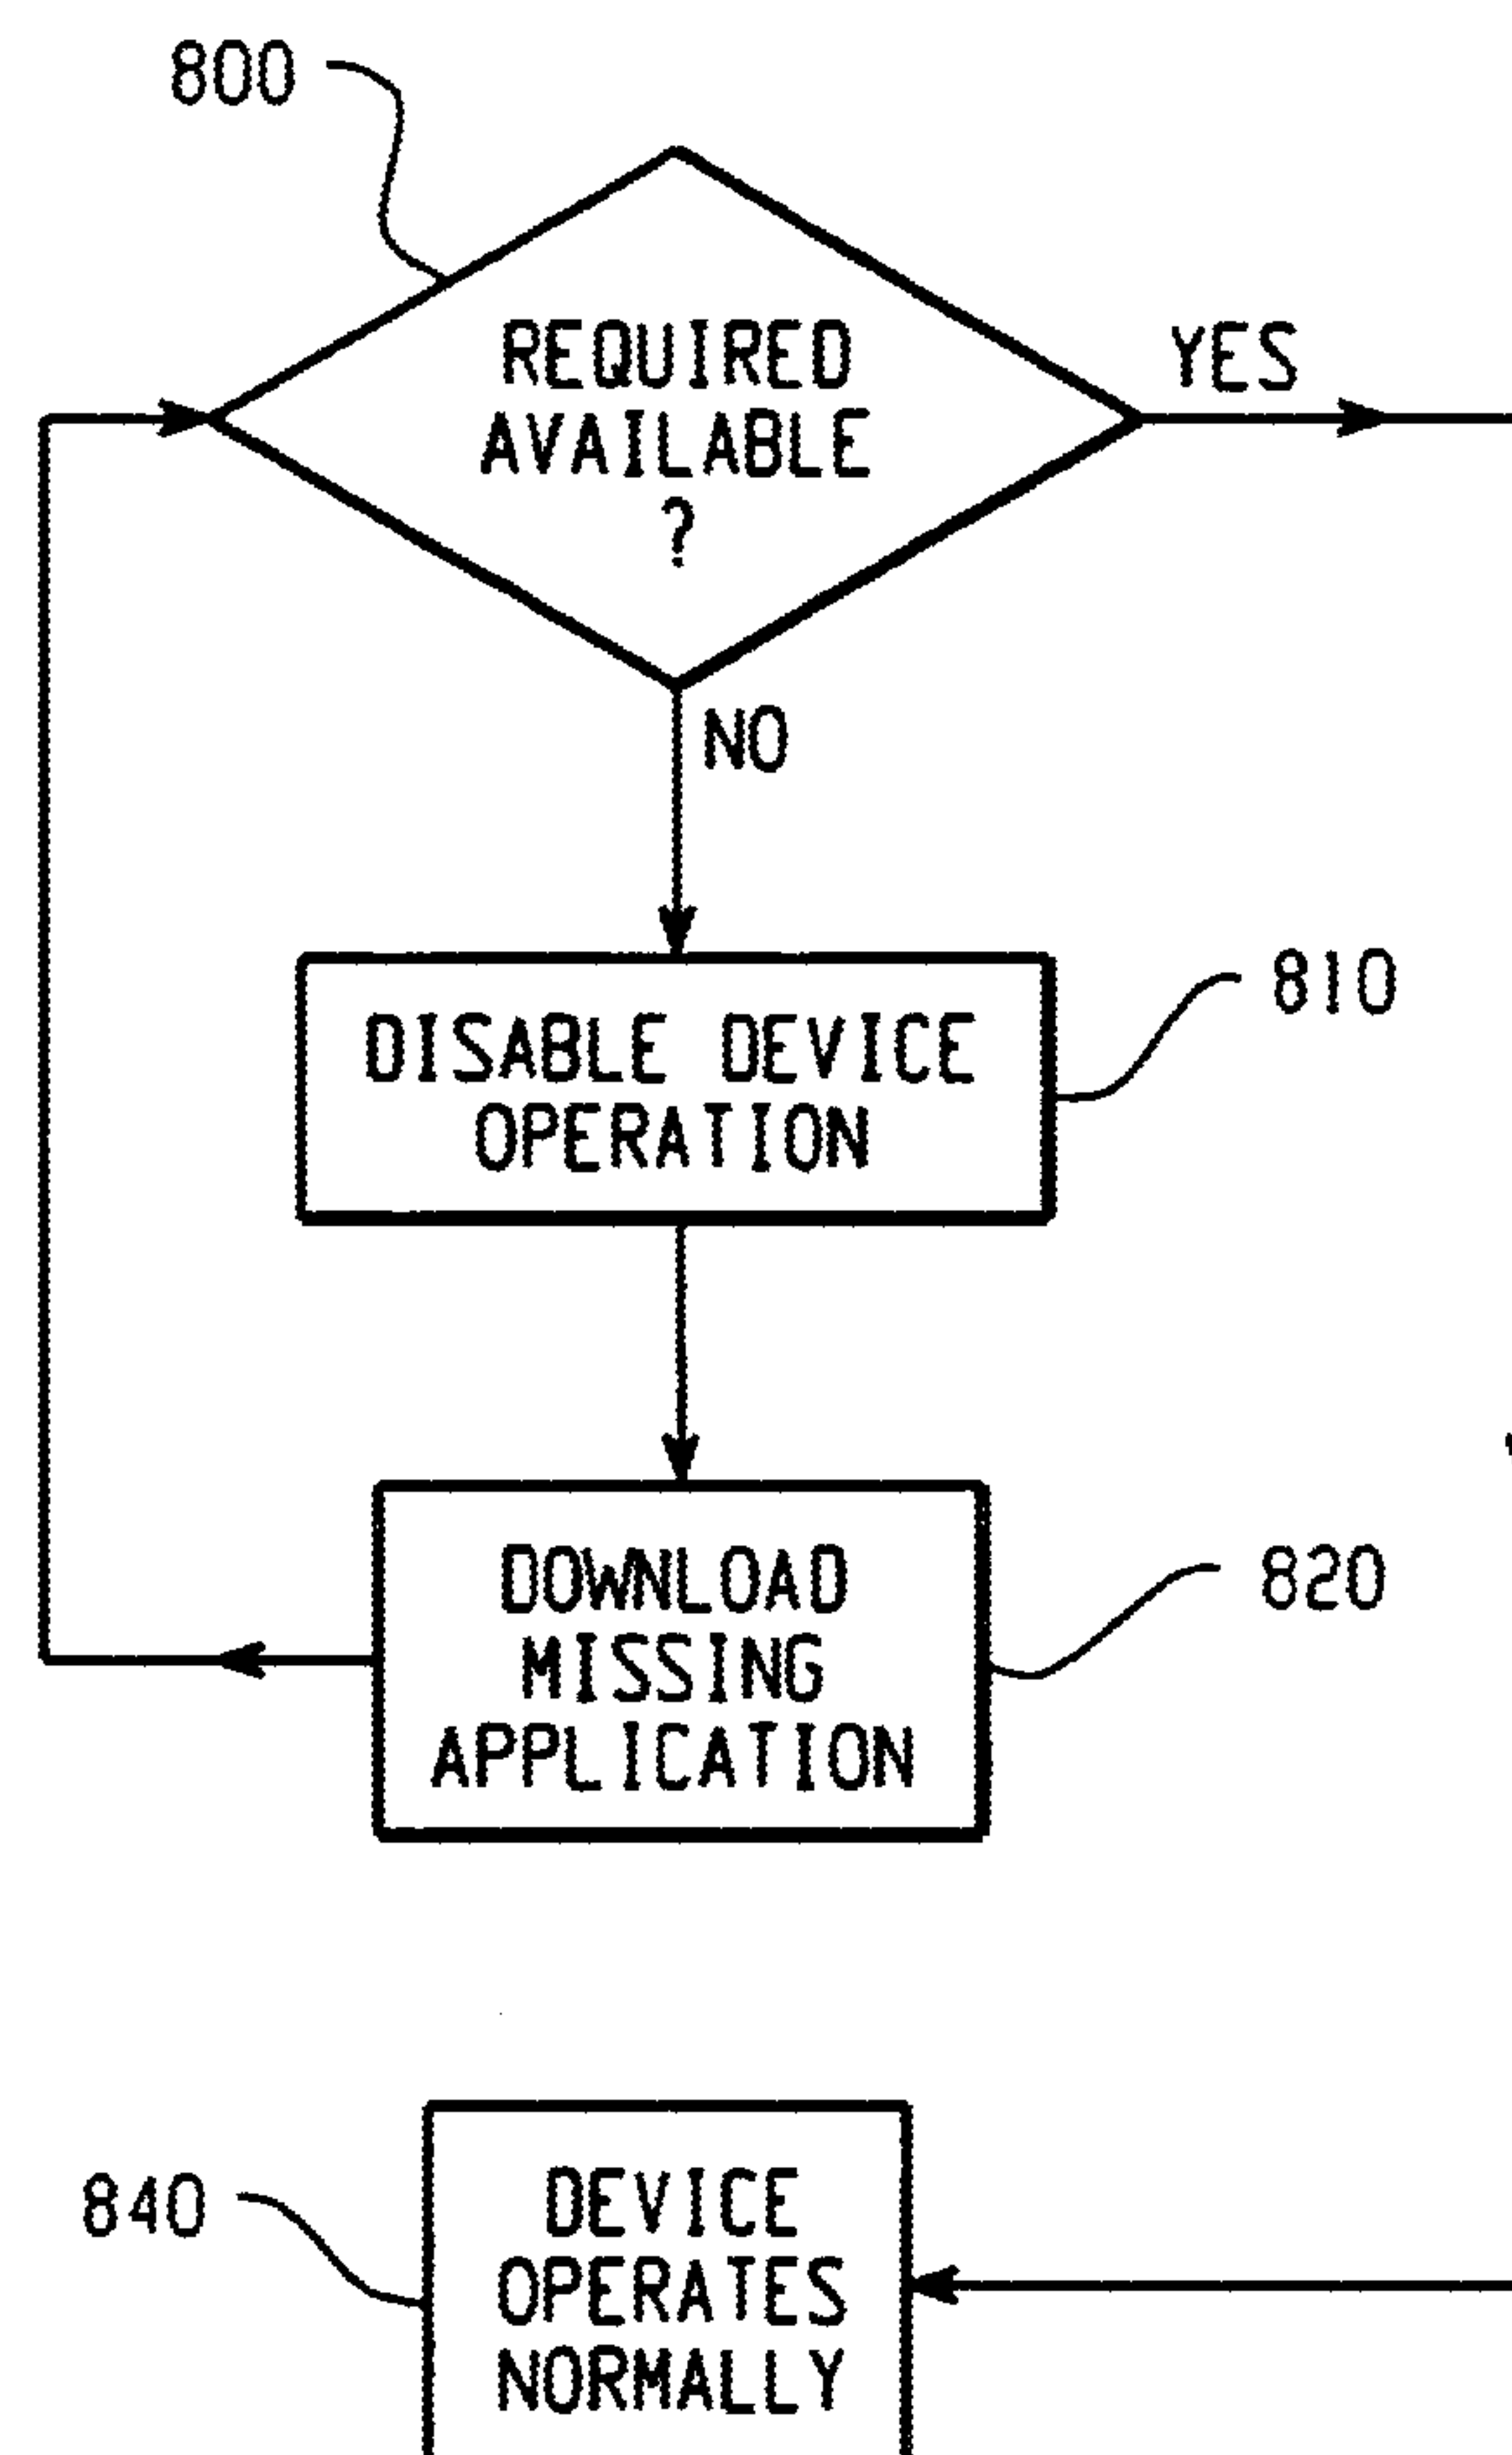 800
REQUIRED
AVAILABLE
?
YES
NO
DISABLE DEVICE
OPERATION
810
DOWNLOAD
MISSING
APPLICATION
820
840
DEVICE
OPERATES
NORMALLY